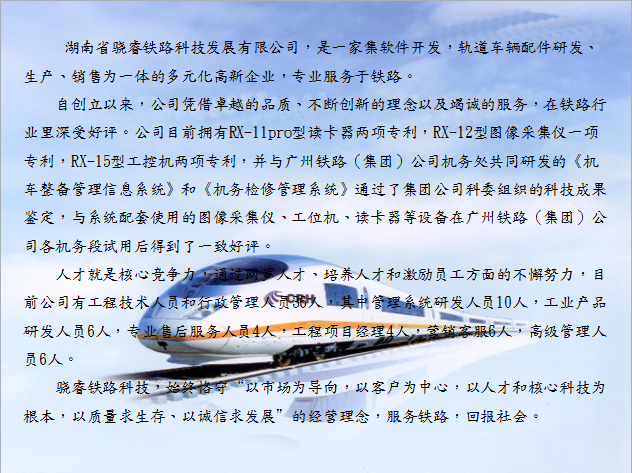 湖南省骁睿铁路科技发展有限公司，是一家集软件开发，轨道车辆配件研发、
生产、销售为一体的多元化高新企业，专业服务于铁路。
自创立以来，公司凭借卓越的品质、不断创新的理念以及竭诚的服务，在铁路行
业里深受好评。公司目前拥有RX-11pro型读卡器两项专利，RX-12型图像采集仪一项
专利，RX-15型工控机两项专利，并与广州铁路（集团）公司机务处共同研发的《机
车整备管理信息系统》和《机务检修管理系统》通过了集团公司科委组织的科技成果
鉴定，与系统配套使用的图像采集仪、工位机、读卡器等设备在广州铁路（集团）公
司各机务段试用后得到了一致好评。
人才就是核心竞争力，通过网罗人才、培养人才和激励员工方面的不懈努力，目
前公司有工程技术人员和行政管理人员36人，其中管理系统研发人员10人，工业产品
研发人员6人，专业售后服务人员4人，工程项目经理4人，营销客服6人，高级管理人
员6人。
骁睿铁路科技，始终恪守“以市场为导向，以客户为中心，以人才和核心科技为
根本，以质量求生存、以诚信求发展”的经管理念，服务铁路，回报社会。
CRH